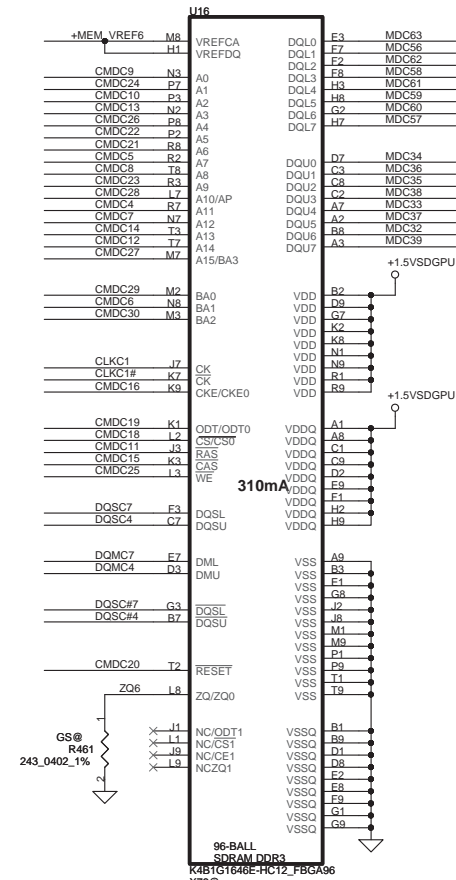 U16
+MEM_VREF6 M8 VREFCA DQL0 E3 MDC63
H1 VREFDQ DQL1 F7 MDC56
DQL2 F2 MDC62
CMDC9 N3 A0 DQL3 F8 MDC58
CMDC24 P7 A1 DQL4 H3 MDC61
CMDC10 P3 A2 DQL5 H8 MDC59
CMDC13 N2 A3 DQL6 G2 MDC60
CMDC26 P8 A4 DQL7 H7 MDC57
CMDC22 P2 A5
CMDC21 R8 A6
CMDC5 R2 A7 DQU0 D7 MDC34
CMDC8 T8 A8 DQU1 C3 MDC36
CMDC23 R3 A9 DQU2 C8 MDC35
CMDC28 L7 A10/AP DQU3 C2 MDC38
CMDC4 R7 A11 DQU4 A7 MDC33
CMDC7 N7 A12 DQU5 A2 MDC37
CMDC14 T3 A13 DQU6 B8 MDC32
CMDC12 T7 A14 DQU7 A3 MDC39
CMDC27 M7 A15/BA3
+1.5VSDGPU
CMDC29 M2 BA0 VDD B2
CMDC6 N8 BA1 VDD D9
CMDC30 M3 BA2 VDD G7
VDD K2
VDD K8
VDD N1
CLKC1 J7 CK VDD N9
CLKC1# K7 CK VDD R1
CMDC16 K9 CKE/CKE0 VDD R9
+1.5VSDGPU
CMDC19 K1 ODT/ODT0 VDDQ A1
CMDC18 L2 CS/CS0 VDDQ A8
CMDC11 J3 RAS VDDQ C1
CMDC15 K3 CAS VDDQ C9
CMDC25 L3 WE VDDQ D2
310mA VDDQ E9
VDDQ F1
DQSC7 F3 DQSL VDDQ H2
DQSC4 C7 DQSU VDDQ H9
DQMC7 E7 DML VSS A9
DQMC4 D3 DMU VSS B3
VSS E1
VSS G8
DQSC#7 G3 DQSL VSS J2
DQSC#4 B7 DQSU VSS J8
VSS M1
VSS M9
VSS P1
CMDC20 T2 RESET VSS P9
VSS T1
ZQ6 L8 ZQ/ZQ0 VSS T9
1
GS@
R461
243_0402_1%
2
J1 NC/ODT1 VSSQ B1
L1 NC/CS1 VSSQ B9
J9 NC/CE1 VSSQ D1
L9 NCZQ1 VSSQ D8
VSSQ E2
VSSQ E8
VSSQ F9
VSSQ G1
VSSQ G9
96-BALL
SDRAM DDR3
K4B1G1646E-HC12_FBGA96